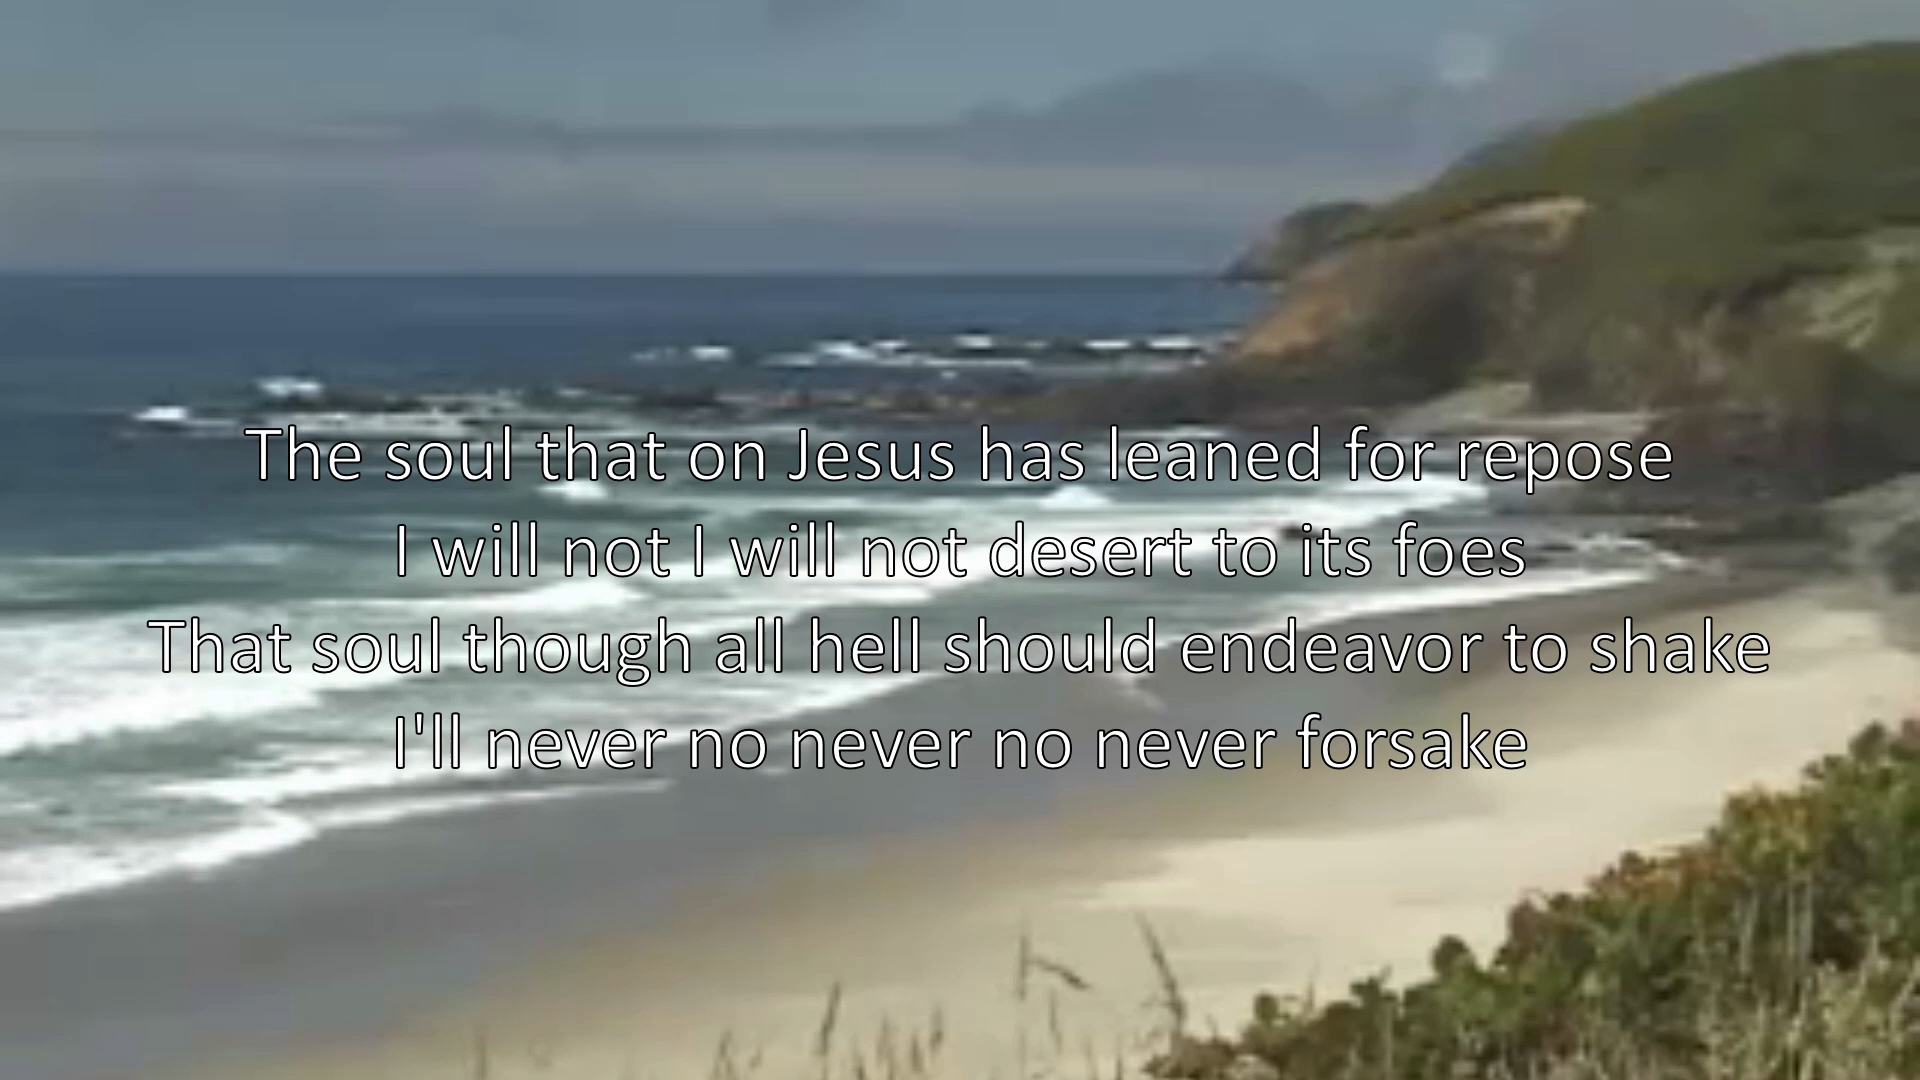 The soul that on Jesus has leaned for repose
I will not I will not desert to its foes
That soul though all hell should endeavor to shake
I'll never no never no never forsake